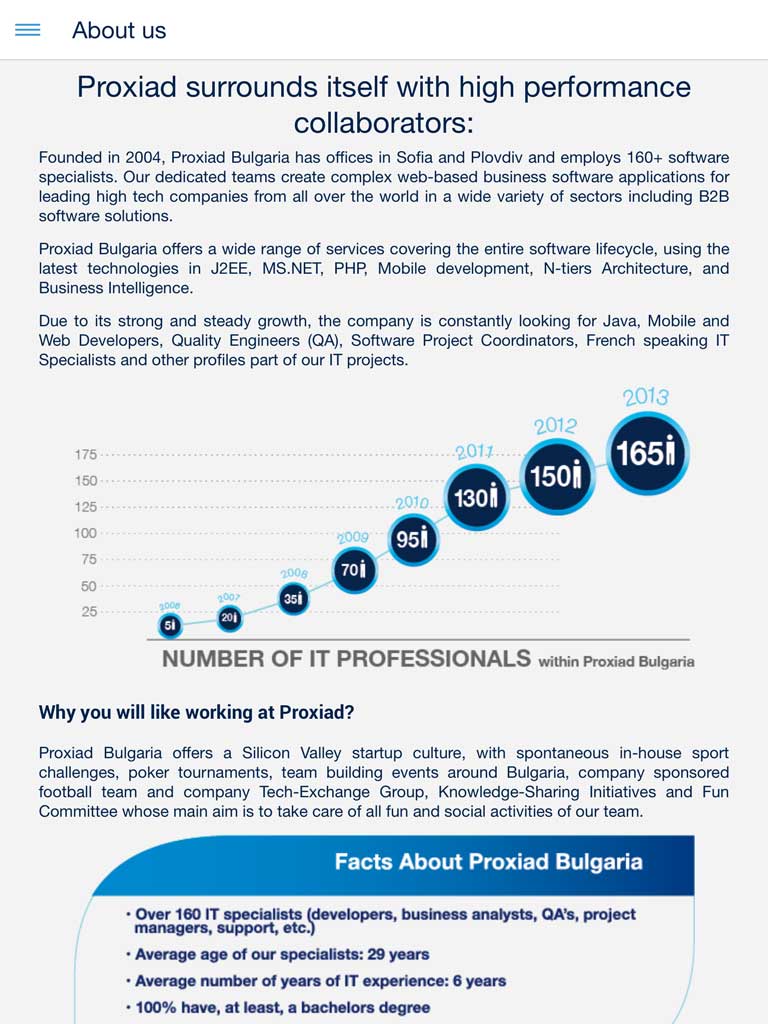 About us
Proxiad surrounds itself with high performance
collaborators:
Founded in 2004, Proxiad Bulgaria has offices in Sofia and Plovdiv and employs 160+ software
specialists. Our dedicated teams create complex web-based business software applications for
leading high tech companies from all over the world in a wide variety of sectors including B2B
software solutions.
Proxiad Bulgaria offers a wide range of services covering the entire software lifecycle, using the
latest technologies in J2EE, MS.NET, PHP, Mobile development, N-tiers Architecture, and
Business Intelligence.
Due to its strong and steady growth, the company is constantly looking for Java, Mobile and
Web Developers, Quality Engineers (QA), Software Project Coordinators, French speaking IT
Specialists and other profiles part of our IT projects.
2013
2012
2011
2010
2009
2008
2007
2006
175
150
125
100
75
50
25
165
150
130
95
70
35
20
5
NUMBER OF IT PROFESSIONALS within Proxiad Bulgaria
Why you will like working at Proxiad?
Proxiad Bulgaria offers a Silicon Valley startup culture, with spontaneous in-house sport
challenges, poker tournaments, team building events around Bulgaria, company sponsored
football team and company Tech-Exchange Group, Knowledge-Sharing Initiatives and Fun
Committee whose main aim is to take care of all fun and social activities of our team.
Facts About Proxiad Bulgaria
• Over 160 IT specialists (developers, business analysts, QA's, project
managers, support, etc.)
• Average age of our specialists: 29 years
• Average number of years of IT experience: 6 years
• 100% have, at least, a bachelors degree